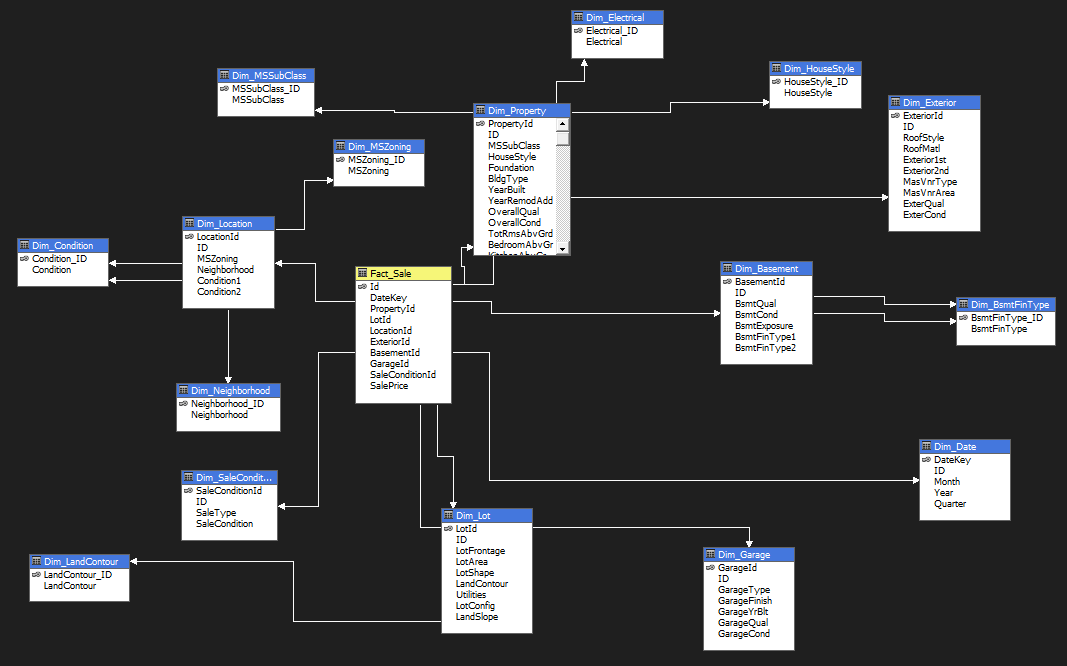 Dim_Electrical
Electrical_ID
Electrical
Dim_MSSubClass
MSSubClass_ID
MSSubClass
Dim_HouseStyle
HouseStyle_ID
HouseStyle
Dim_Property
PropertyId
ID
MSSubClass
HouseStyle
Foundation
BldgType
YearBuilt
YearRemodAdd
OverallQual
OverallCond
TotRmsAbvGrd
BedroomAbvGr
Dim_Exterior
ExteriorId
ID
RoofStyle
RoofMatl
Exterior1st
Exterior2nd
MasVnrType
MasVnrArea
ExterQual
ExterCond
Dim_MSZoning
MSZoning_ID
MSZoning
Dim_Location
LocationId
ID
MSZoning
Neighborhood
Condition1
Condition2
Dim_Condition
Condition_ID
Condition
Fact_Sale
Id
DateKey
PropertyId
LotId
LocationId
ExteriorId
BasementId
GarageId
SaleConditionId
SalePrice
Dim_Basement
BasementId
ID
BsmtQual
BsmtCond
BsmtExposure
BsmtFinType1
BsmtFinType2
Dim_BsmtFinType
BsmtFinType_ID
BsmtFinType
Dim_Neighborhood
Neighborhood_ID
Neighborhood
Dim_Date
DateKey
ID
Month
Year
Quarter
Dim_SaleCondit...
SaleConditionId
ID
SaleType
SaleCondition
Dim_Lot
LotId
ID
LotFrontage
LotArea
LotShape
LandContour
Utilities
LotConfig
LandSlope
Dim_LandContour
LandContour_ID
LandContour
Dim_Garage
GarageId
ID
GarageType
GarageFinish
GarageYrBlt
GarageQual
GarageCond